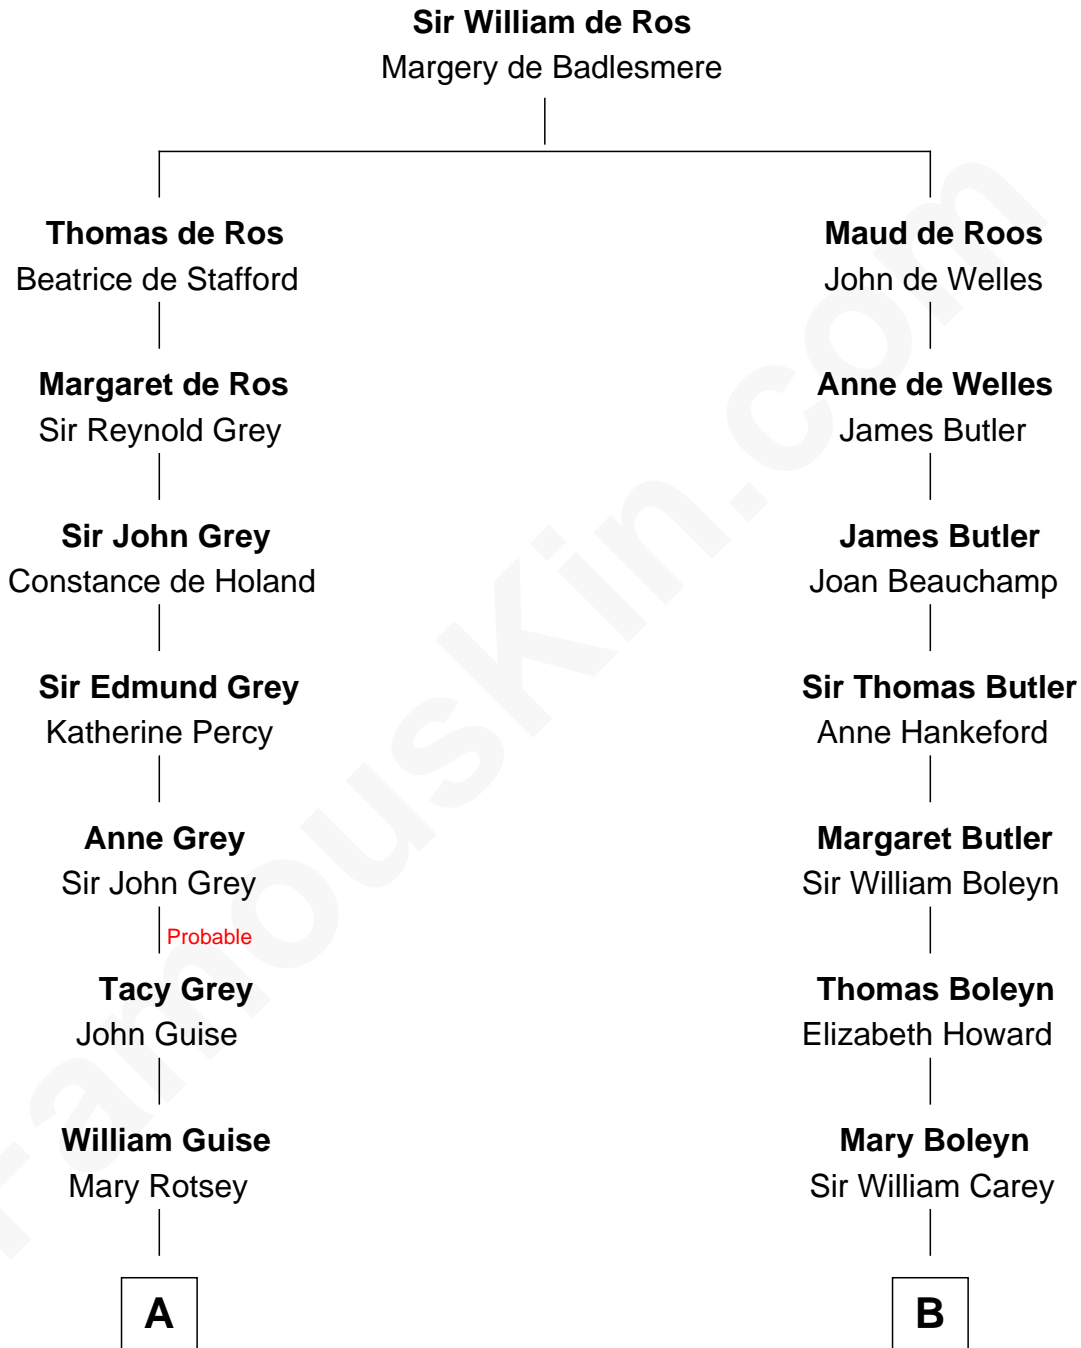 Sir William de Ros
Margery de Badlesmere
Thomas de Ros
Beatrice de Stafford
Margaret de Ros
Sir Reynold Grey
Sir John Grey
Constance de Holand
Sir Edmund Grey
Katherine Percy
Anne Grey
Sir John Grey
Probable
Tacy Grey
John Guise
William Guise
Mary Rotsey
A
Maud de Roos
John de Welles
Anne de Welles
James Butler
James Butler
Joan Beauchamp
Sir Thomas Butler
Anne Hankeford
Margaret Butler
Sir William Boleyn
Thomas Boleyn
Elizabeth Howard
Mary Boleyn
Sir William Carey
B
FamousKin.com